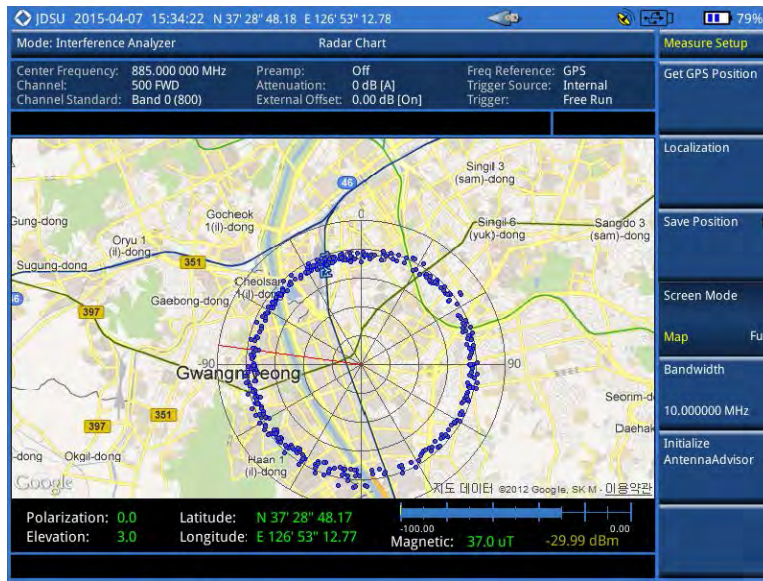 JDSU 2015-04-07 15:34:22 N 37' 28" 48.18 E 126' 53" 12.78 79%
Mode: Interference Analyzer Radar Chart Measure Setup
Center Frequency: 885.000 000 MHz Preamp: Off Freq Reference: GPS
Channel: 500 FWD Attenuation: 0 dB [A] Trigger Source: Internal
Channel Standard: Band 0 (800) External Offset: 0.00 dB [On] Trigger: Free Run
Get GPS Position
Localization
Save Position
Screen Mode
Map Fu
Bandwidth
10.000000 MHz
Initialize
AntennaAdvisor
Singil 3
(sam)-dong
46
Gung-dong
Gocheok
1(il)-dong
0
Singil 6
(yuk)-dong
Sangdo 3
(sam)-dong
Oryu 1
(il)-dong
Sugung-dong
351
Cheolsan
Gaebong-dong
397
-90
90
Seorim-d
351
397
Daehak
-dong
Okgil-dong
Haan 1
(il)-dong
Google
지도 데이터 ©2012 Google, SK M - 이용약관
Polarization: 0.0 Latitude: N 37' 28" 48.17
-100.00 0.00
Elevation: 3.0 Longitude: E 126' 53" 12.77 Magnetic: 37.0 uT -29.99 dBm